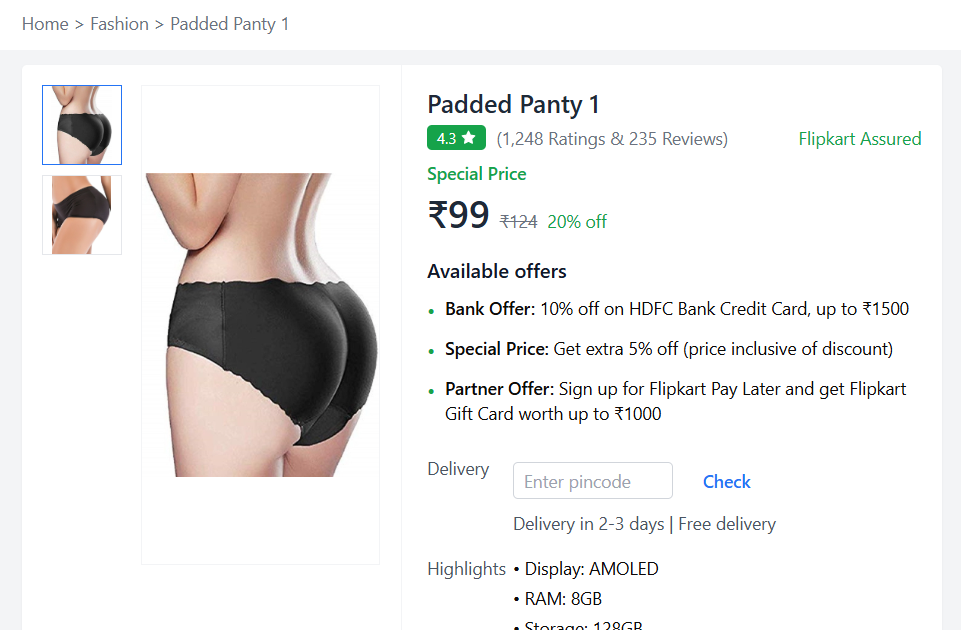 Home > Fashion > Padded Panty 1
Padded Panty 1
4.3 ★ (1,248 Ratings & 235 Reviews) Flipkart Assured
Special Price
₹99 ₹124 20% off
Available offers
• Bank Offer: 10% off on HDFC Bank Credit Card, up to ₹1500
• Special Price: Get extra 5% off (price inclusive of discount)
• Partner Offer: Sign up for Flipkart Pay Later and get Flipkart
Gift Card worth up to ₹1000
Delivery Enter pincode Check
Delivery in 2-3 days | Free delivery
Highlights • Display: AMOLED
• RAM: 8GB
• Storage: 128GB